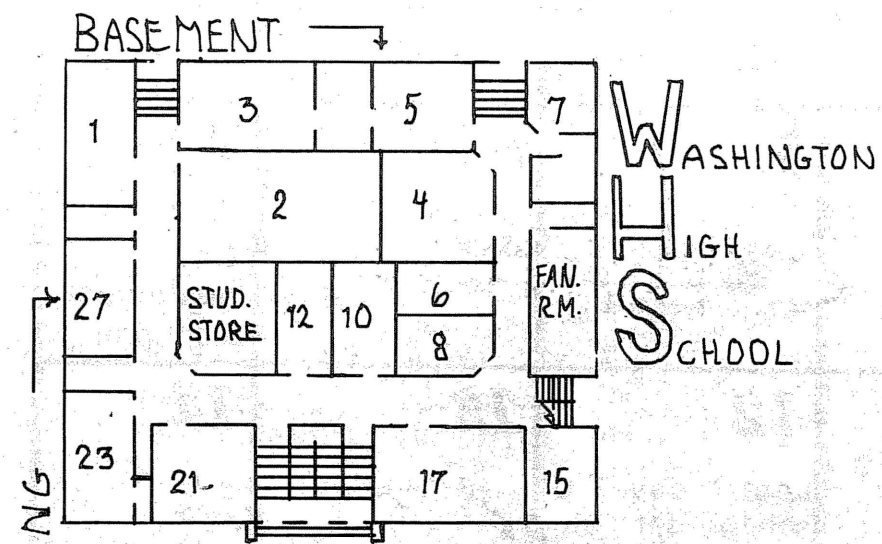 BASEMENT
3
5
7
1
WASHINGTON
2
4
HIGH
27
STUD.
STORE
12
10
6
8
FAN.
RM.
SCHOOL
23
21
17
15
NG